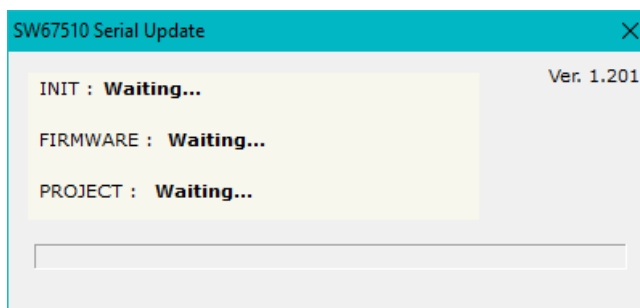 SW67510 Serial Update
Ver. 1.201
INIT : Waiting...
FIRMWARE : Waiting...
PROJECT : Waiting...